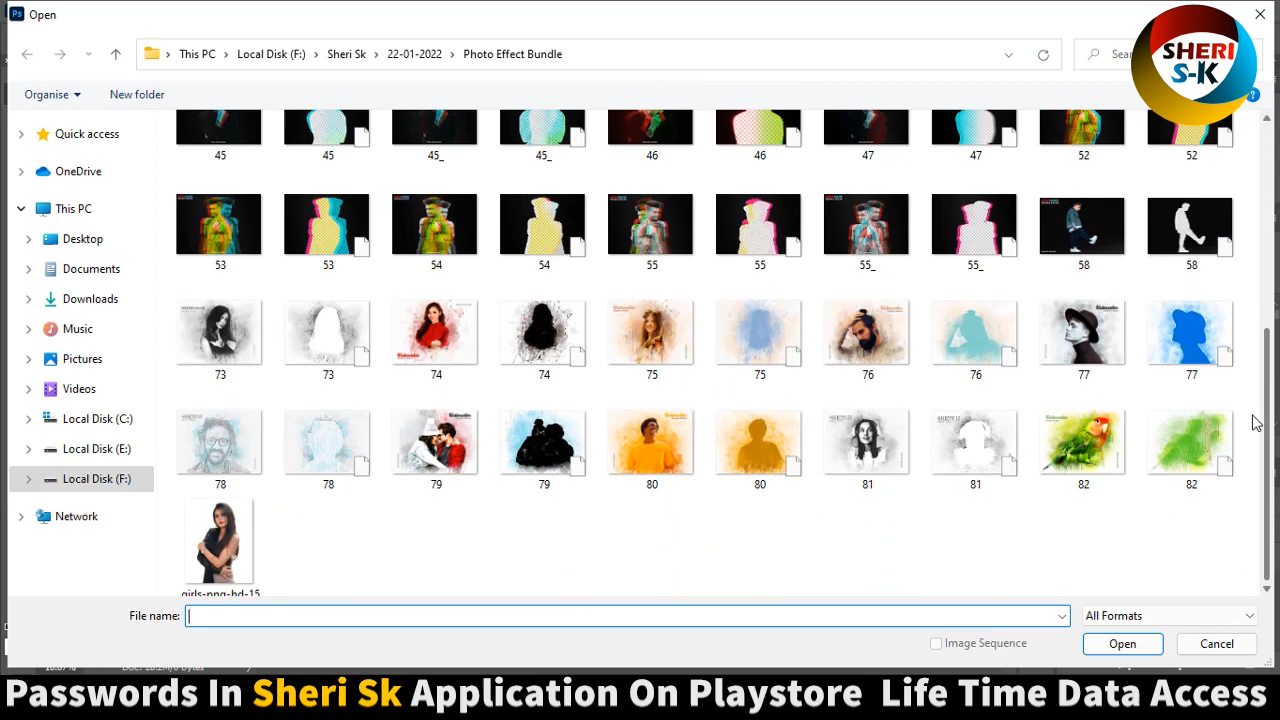 Ps Open
This PC Local Disk (F:) Sheri Sk 22-01-2022 Photo Effect Bundle
SHERI
S-K
Organise New folder ?
Quick access
OneDrive
This PC
Desktop
Documents
Downloads
Music
Pictures
Videos
Local Disk (C:)
Local Disk (E:)
Local Disk (F:)
Network
45 45 45_ 45_ 46 46 47 47 52 52
53 53 54 54 55 55 55_ 55_ 58 58
73 73 74 74 75 75 76 76 77 77
78 78 79 79 80 80 81 81 82 82
girls-png-hd-15
File name: All Formats
Image Sequence Open Cancel
Passwords In Sheri Sk Application On Playstore Life Time Data Access